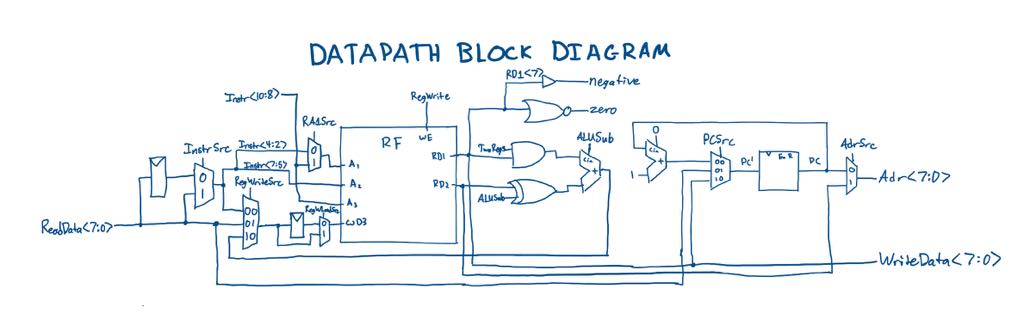 DATAPATH BLOCK DIAGRAM
RD1<7>
negative
Instr<10:8>
RegWrite
zero
RA1Src
WE
RF
InstrSrc
Instr<4:2>
0
1
A1
RD1
TwoRegs
ALUSub
Cin
+
0
Cin
+
1
PCSrc
00
01
10
PC'
EnR
PC
AdrSrc
0
1
Adr<7:0>
0
1
Instr<7:5>
A2
RD2
ALUSub
RegWriteSrc
A3
00
01
10
0
1
WD3
ReadData<7:0>
WriteData<7:0>